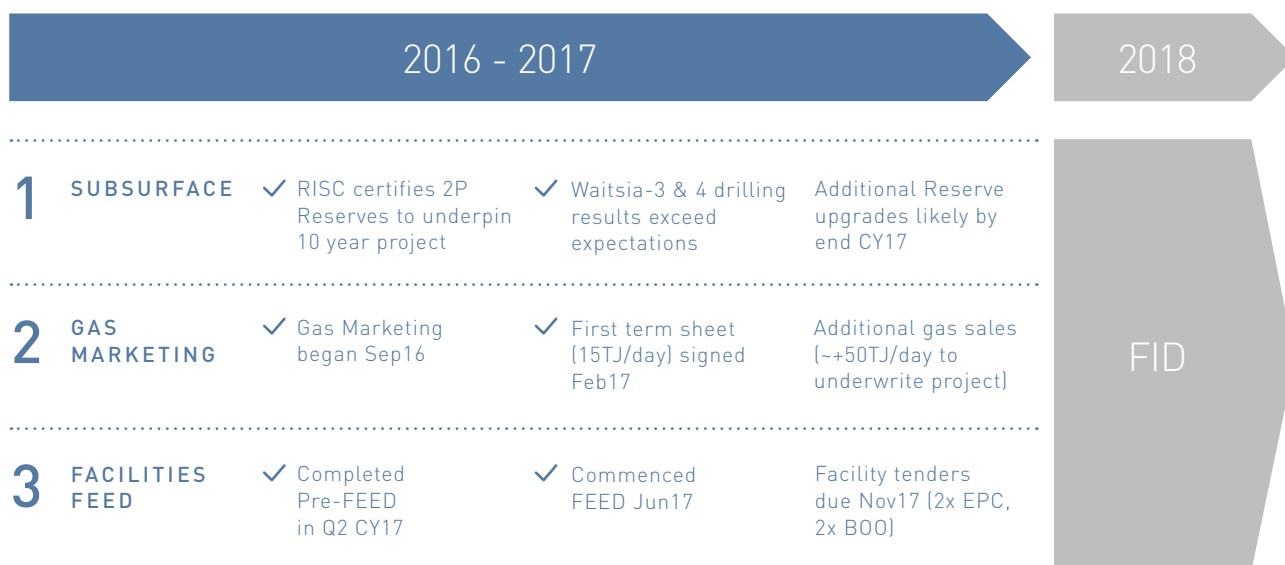 2016 - 2017
2018
1
SUBSURFACE
RISC certifies 2P
Reserves to underpin
10 year project
Waitsia-3 & 4 drilling
results exceed
expectations
Additional Reserve
upgrades likely by
end CY17
2
GAS
MARKETING
Gas Marketing
began Sep16
First term sheet
(15TJ/day) signed
Feb17
Additional gas sales
(~+50TJ/day to
underwrite project)
FID
3
FACILITIES
FEED
Completed
Pre-FEED
in Q2 CY17
Commenced
FEED Jun17
Facility tenders
due Nov17 (2x EPC,
2x BOO)